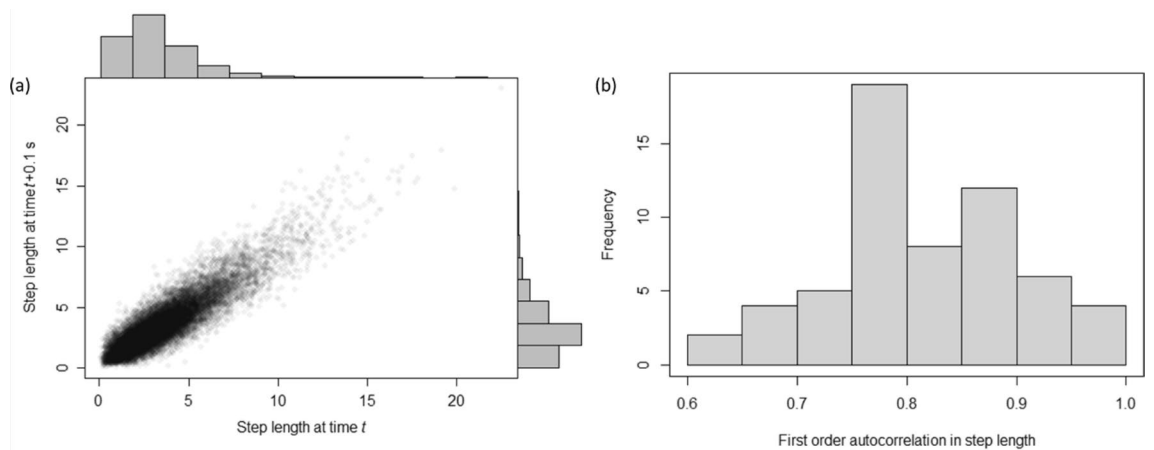 (a)
20
15
10
5
0
Step length at time t+0.1 s
0 5 10 15 20
Step length at time t
(b)
15
10
5
0
Frequency
0.6 0.7 0.8 0.9 1.0
First order autocorrelation in step length